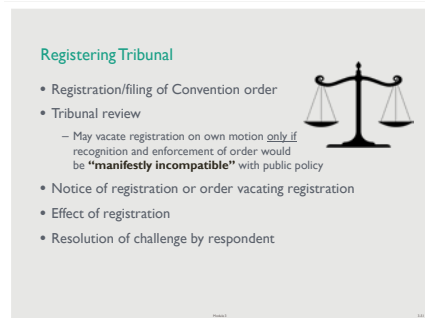 Registering Tribunal
• Registration/filing of Convention order
• Tribunal review
– May vacate registration on own motion only if
recognition and enforcement of order would
be “manifestly incompatible” with public policy
• Notice of registration or order vacating registration
• Effect of registration
• Resolution of challenge by respondent